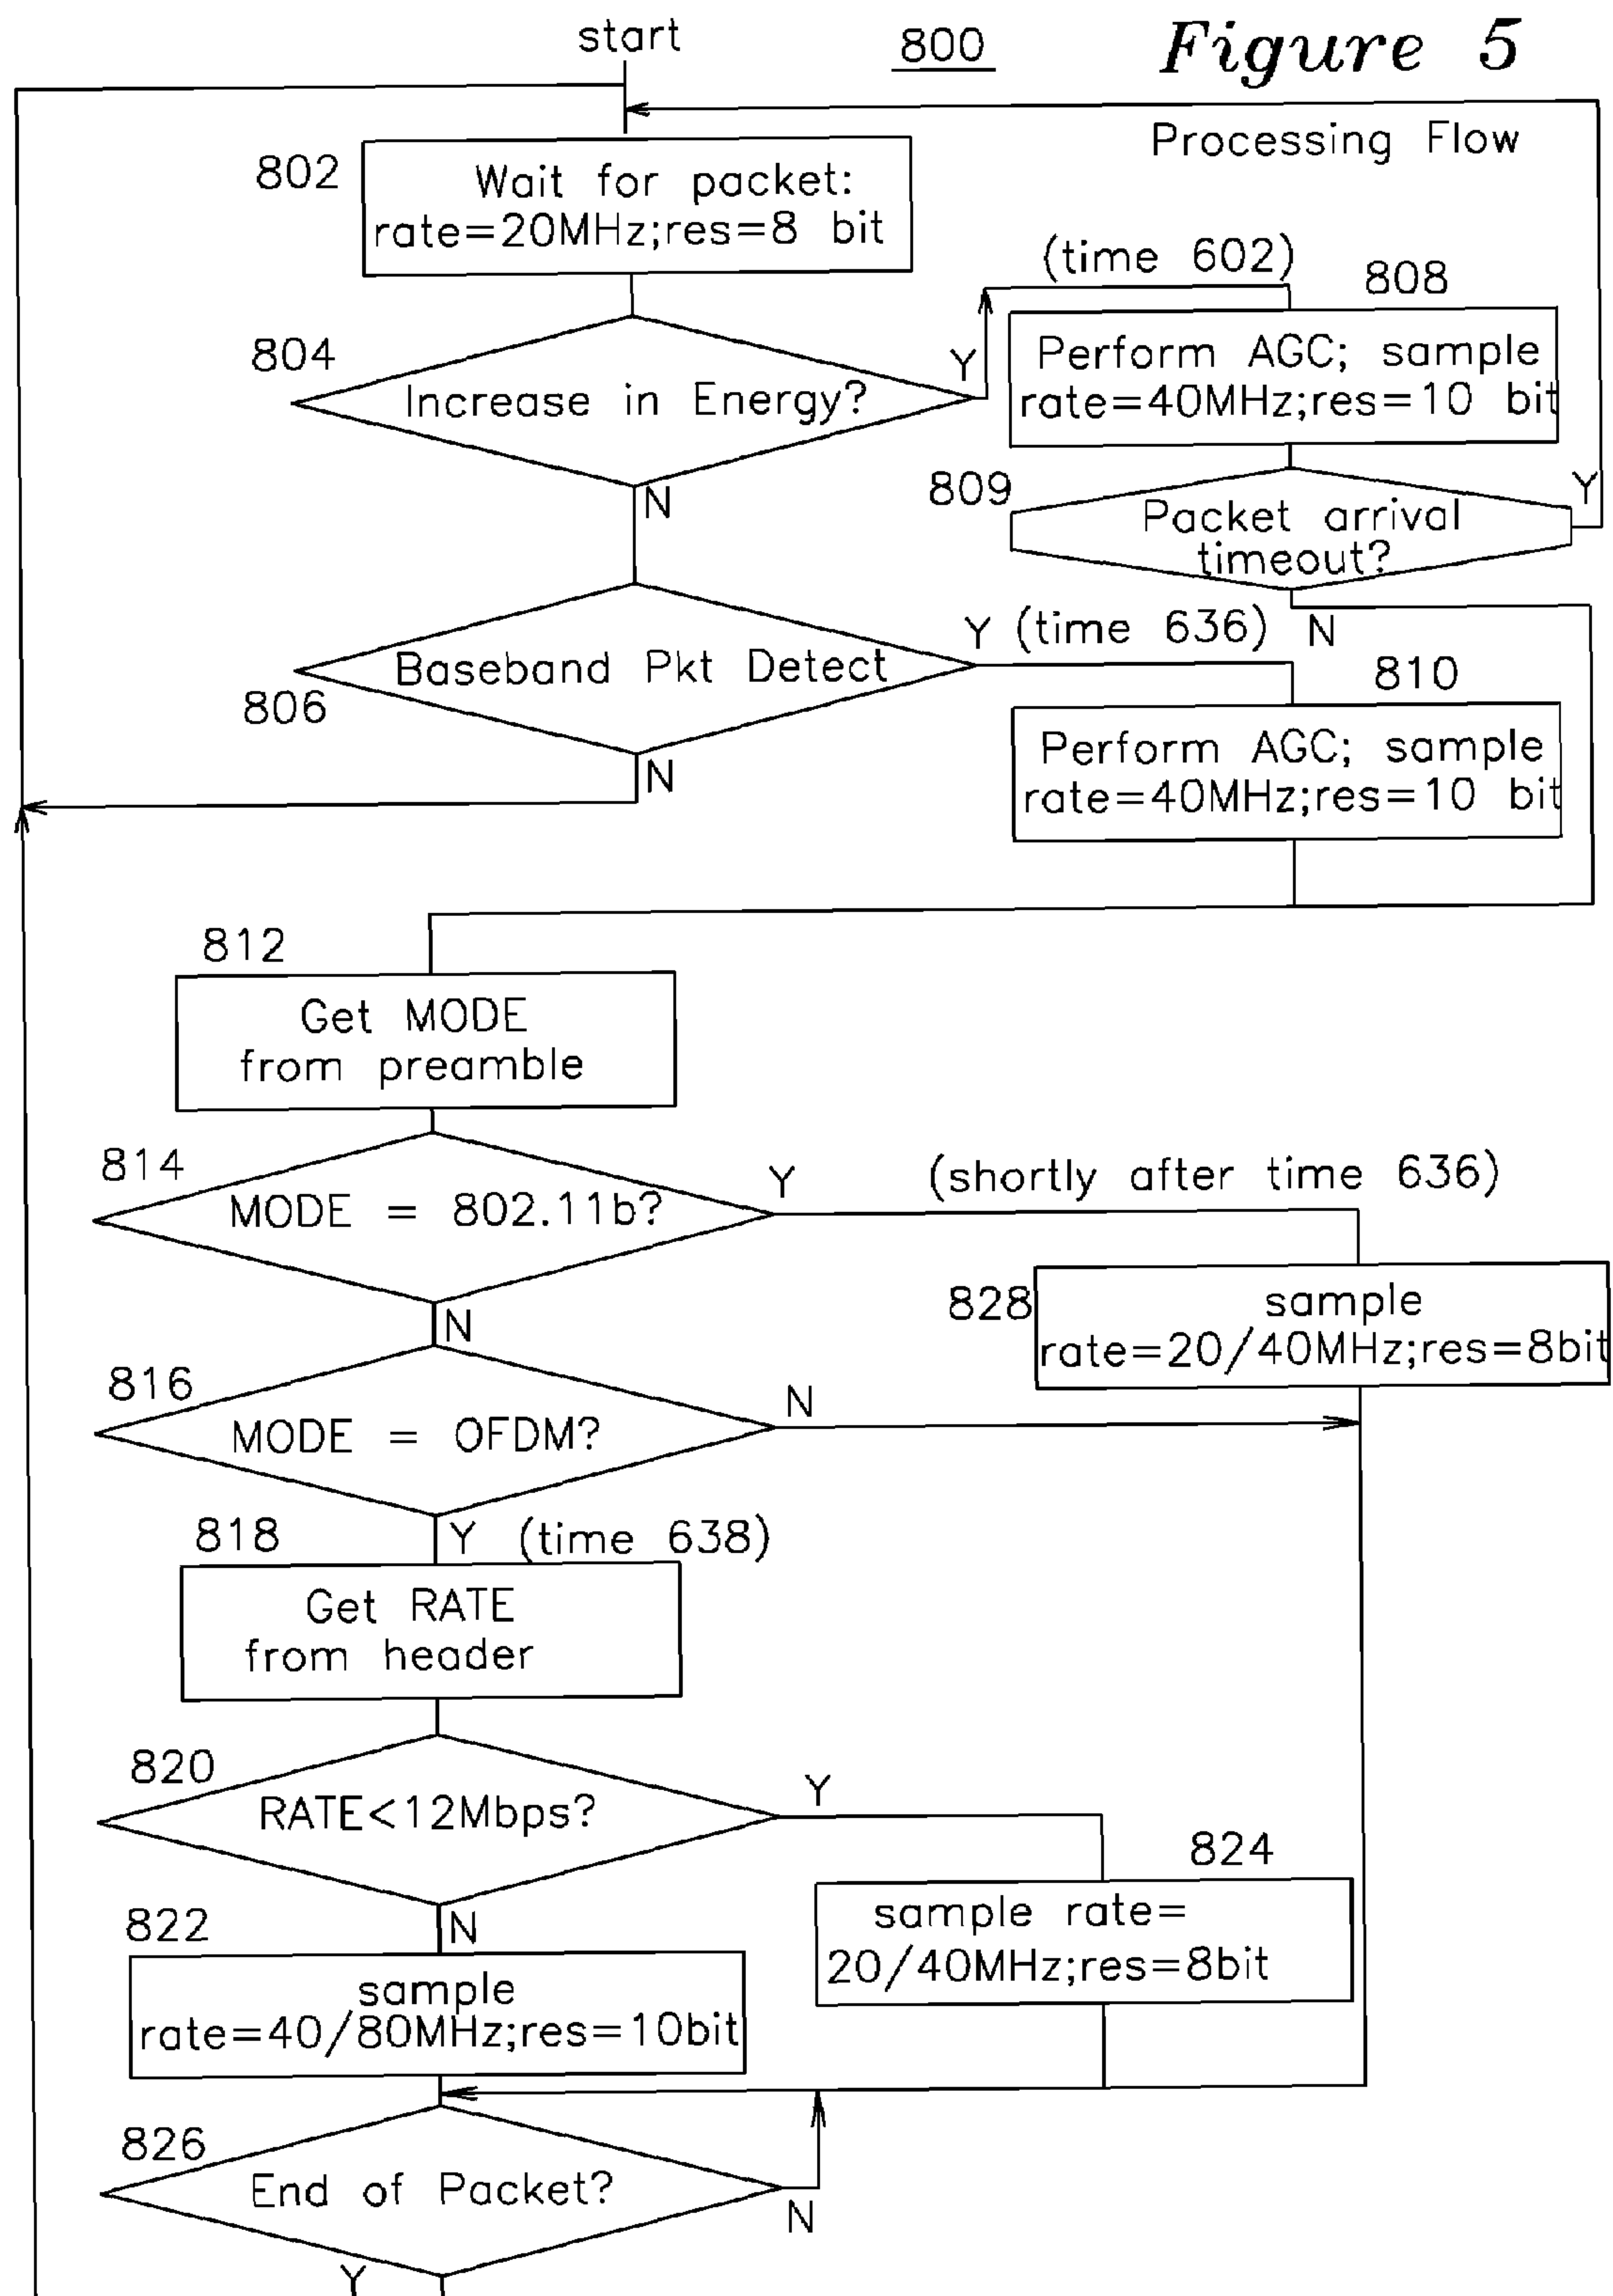 start
800
Figure 5
Processing Flow
802
Wait for packet:
rate=20MHz;res=8 bit
(time 602)
808
804
Increase in Energy?
Y
Perform AGC; sample
rate=40MHz;res=10 bit
N
809
Packet arrival
timeout?
Y
N
806
Baseband Pkt Detect
Y (time 636)
N
810
Perform AGC; sample
rate=40MHz;res=10 bit
812
Get MODE
from preamble
814
MODE = 802.11b?
Y
(shortly after time 636)
N
828
sample
rate=20/40MHz;res=8bit
816
MODE = OFDM?
N
Y (time 638)
818
Get RATE
from header
820
RATE<12Mbps?
Y
N
824
sample rate=
20/40MHz;res=8bit
822
sample
rate=40/80MHz;res=10bit
826
End of Packet?
N
Y